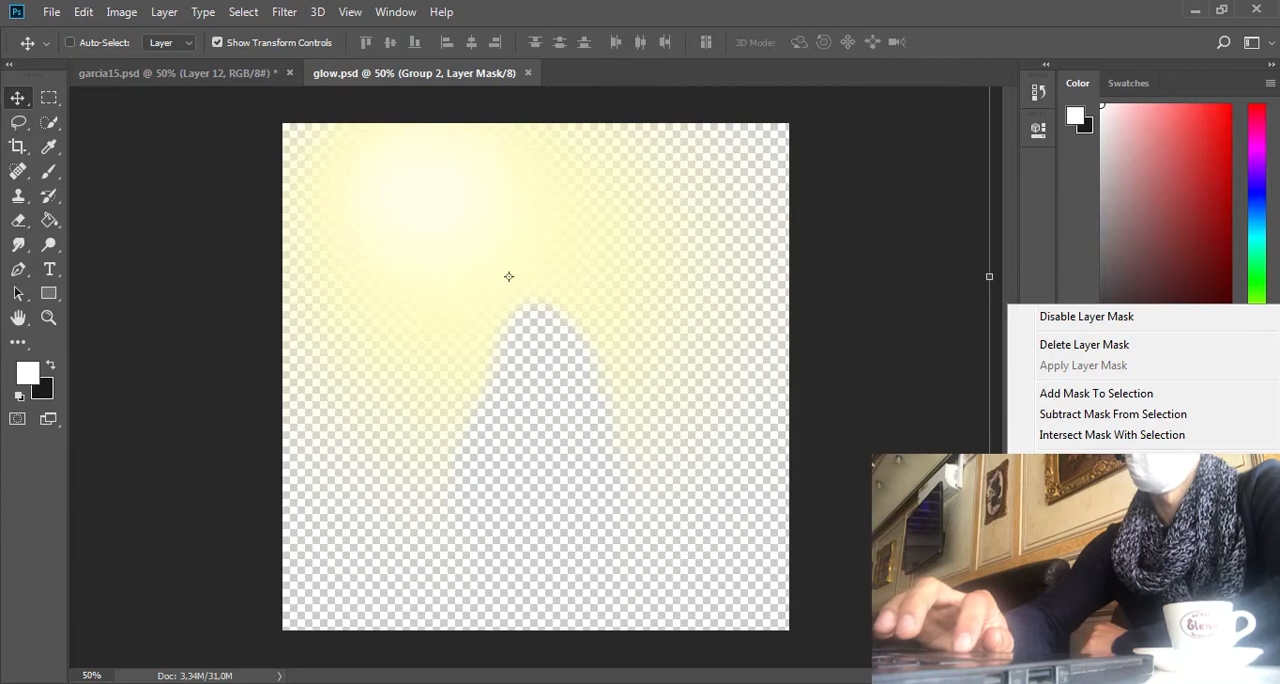 Ps File Edit Image Layer Type Select Filter 3D View Window Help
Auto-Select: Layer Show Transform Controls 3D Mode:
garcia15.psd @ 50% (Layer 12, RGB/8#) * × glow.psd @ 50% (Group 2, Layer Mask/8) ×
Color Swatches
Disable Layer Mask
Delete Layer Mask
Apply Layer Mask
Add Mask To Selection
Subtract Mask From Selection
Intersect Mask With Selection
50% Doc: 3,34M/31,0M